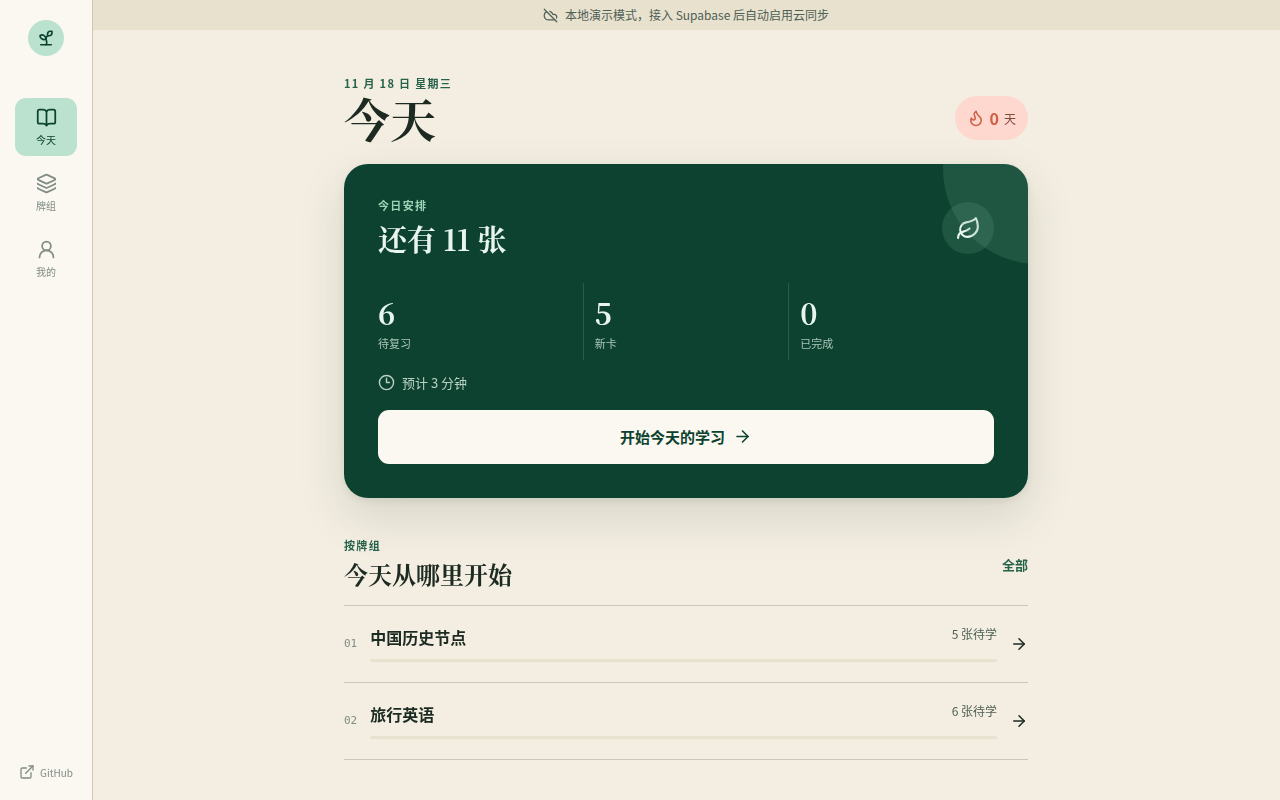 本地演示模式，接入 Supabase 后自动启用云同步
今天
牌组
我的
GitHub
11 月 18 日 星期三
今天
0 天
今日安排
还有 11 张
6
待复习
5
新卡
0
已完成
预计 3 分钟
开始今天的学习
按牌组
今天从哪里开始
全部
01 中国历史节点 5 张待学
02 旅行英语 6 张待学